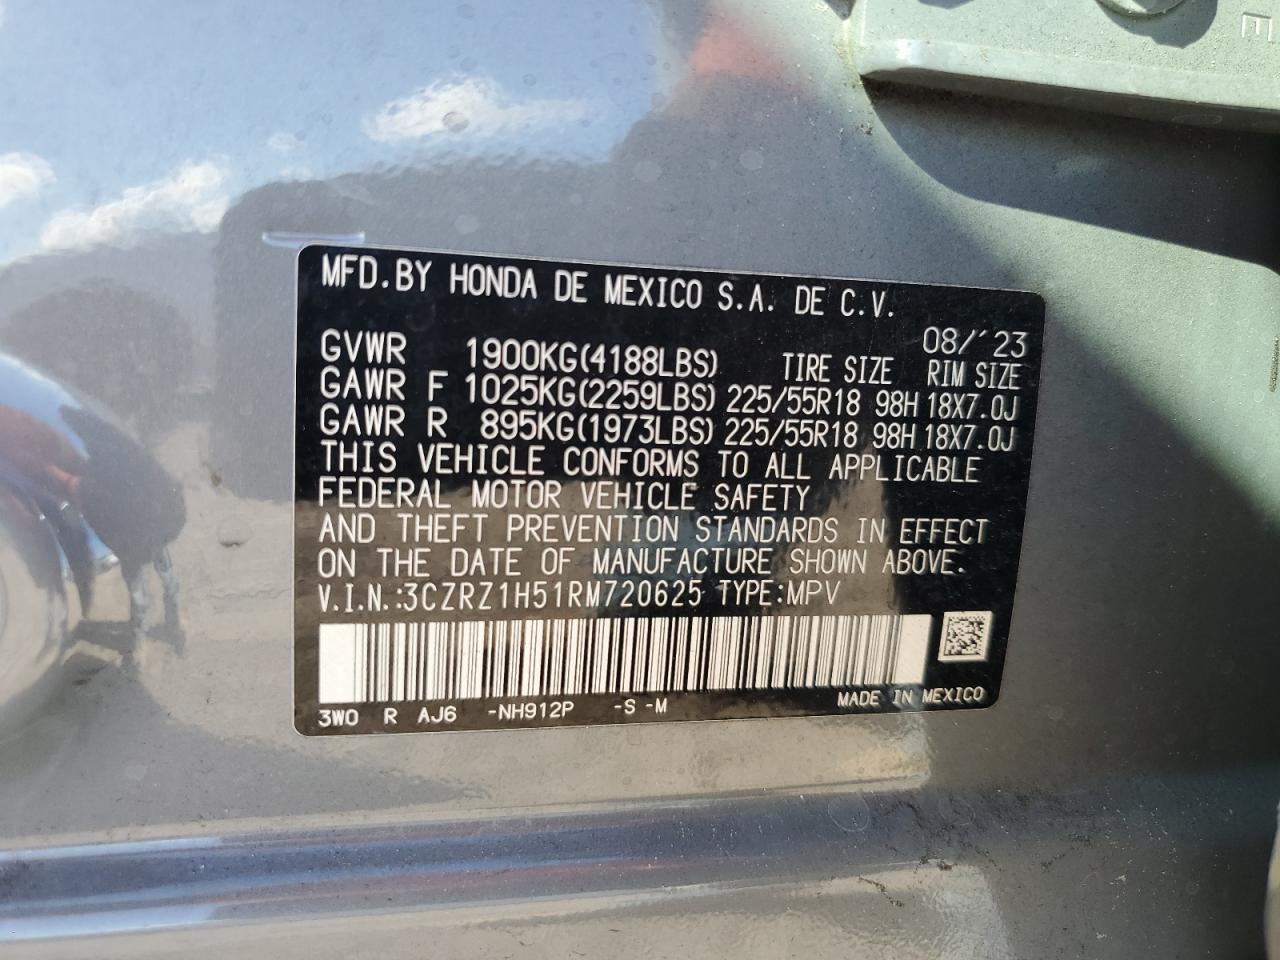 E
MFD.BY HONDA DE MEXICO S.A. DE C.V.
08/'23
GVWR 1900KG(4188LBS) TIRE SIZE RIM SIZE
GAWR F 1025KG(2259LBS) 225/55R18 98H 18X7.0J
GAWR R 895KG(1973LBS) 225/55R18 98H 18X7.0J
THIS VEHICLE CONFORMS TO ALL APPLICABLE
FEDERAL MOTOR VEHICLE SAFETY
AND THEFT PREVENTION STANDARDS IN EFFECT
ON THE DATE OF MANUFACTURE SHOWN ABOVE.
V.I.N.:3CZRZ1H51RM720625 TYPE:MPV
MADE IN MEXICO
3WO R AJ6 -NH912P -S -M